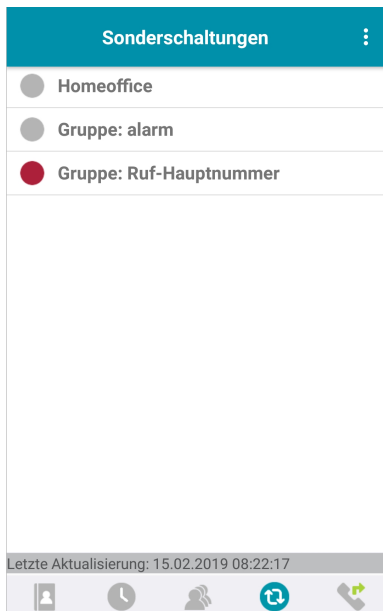 Sonderschaltungen
Homeoffice
Gruppe: alarm
Gruppe: Ruf-Hauptnummer
Letzte Aktualisierung: 15.02.2019 08:22:17